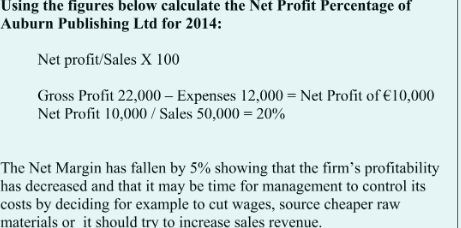 Using the figures below calculate the Net Profit Percentage of
Auburn Publishing Ltd for 2014:
Net profit/Sales X 100
Gross Profit 22,000 – Expenses 12,000 = Net Profit of €10,000
Net Profit 10,000 / Sales 50,000 = 20%
The Net Margin has fallen by 5% showing that the firm's profitability
has decreased and that it may be time for management to control its
costs by deciding for example to cut wages, source cheaper raw
materials or it should try to increase sales revenue.